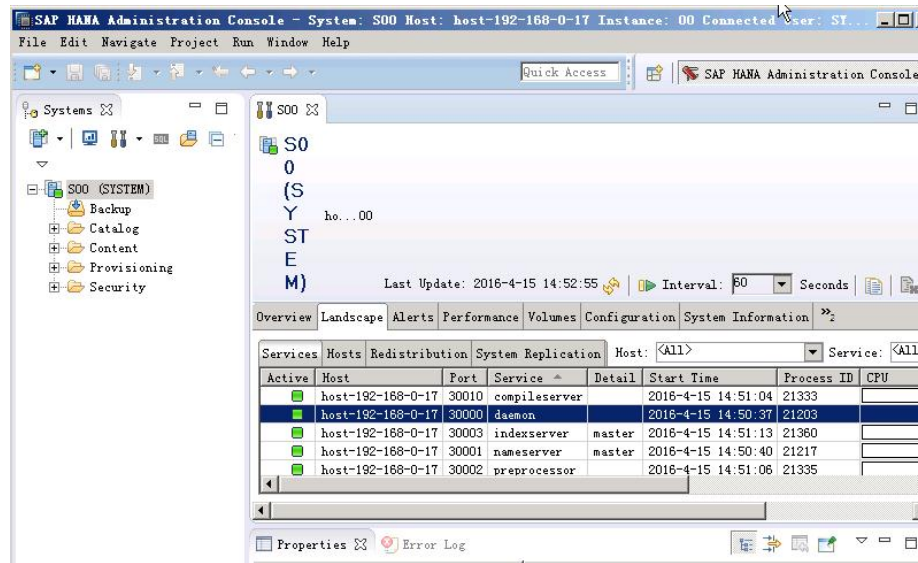 SAP HANA Administration Console - System: S00 Host: host-192-168-0-17 Instance: 00 Connected User: SY...
File Edit Navigate Project Run Window Help
Quick Access
SAP HANA Administration Console
Systems
S00
SQL
S00 (SYSTEM)
Backup
Catalog
Content
Provisioning
Security
S0
0
(S
Y
ST
E
M)
ho...00
Last Update: 2016-4-15 14:52:55
Interval: 60 Seconds
Overview Landscape Alerts Performance Volumes Configuration System Information »2
Services Hosts Redistribution System Replication Host: <All> Service: <All
Active Host Port Service Detail Start Time Process ID CPU
host-192-168-0-17 30010 compileserver 2016-4-15 14:51:04 21333
host-192-168-0-17 30000 daemon 2016-4-15 14:50:37 21203
host-192-168-0-17 30003 indexserver master 2016-4-15 14:51:13 21360
host-192-168-0-17 30001 nameserver master 2016-4-15 14:50:40 21217
host-192-168-0-17 30002 preprocessor 2016-4-15 14:51:06 21335
Properties Error Log